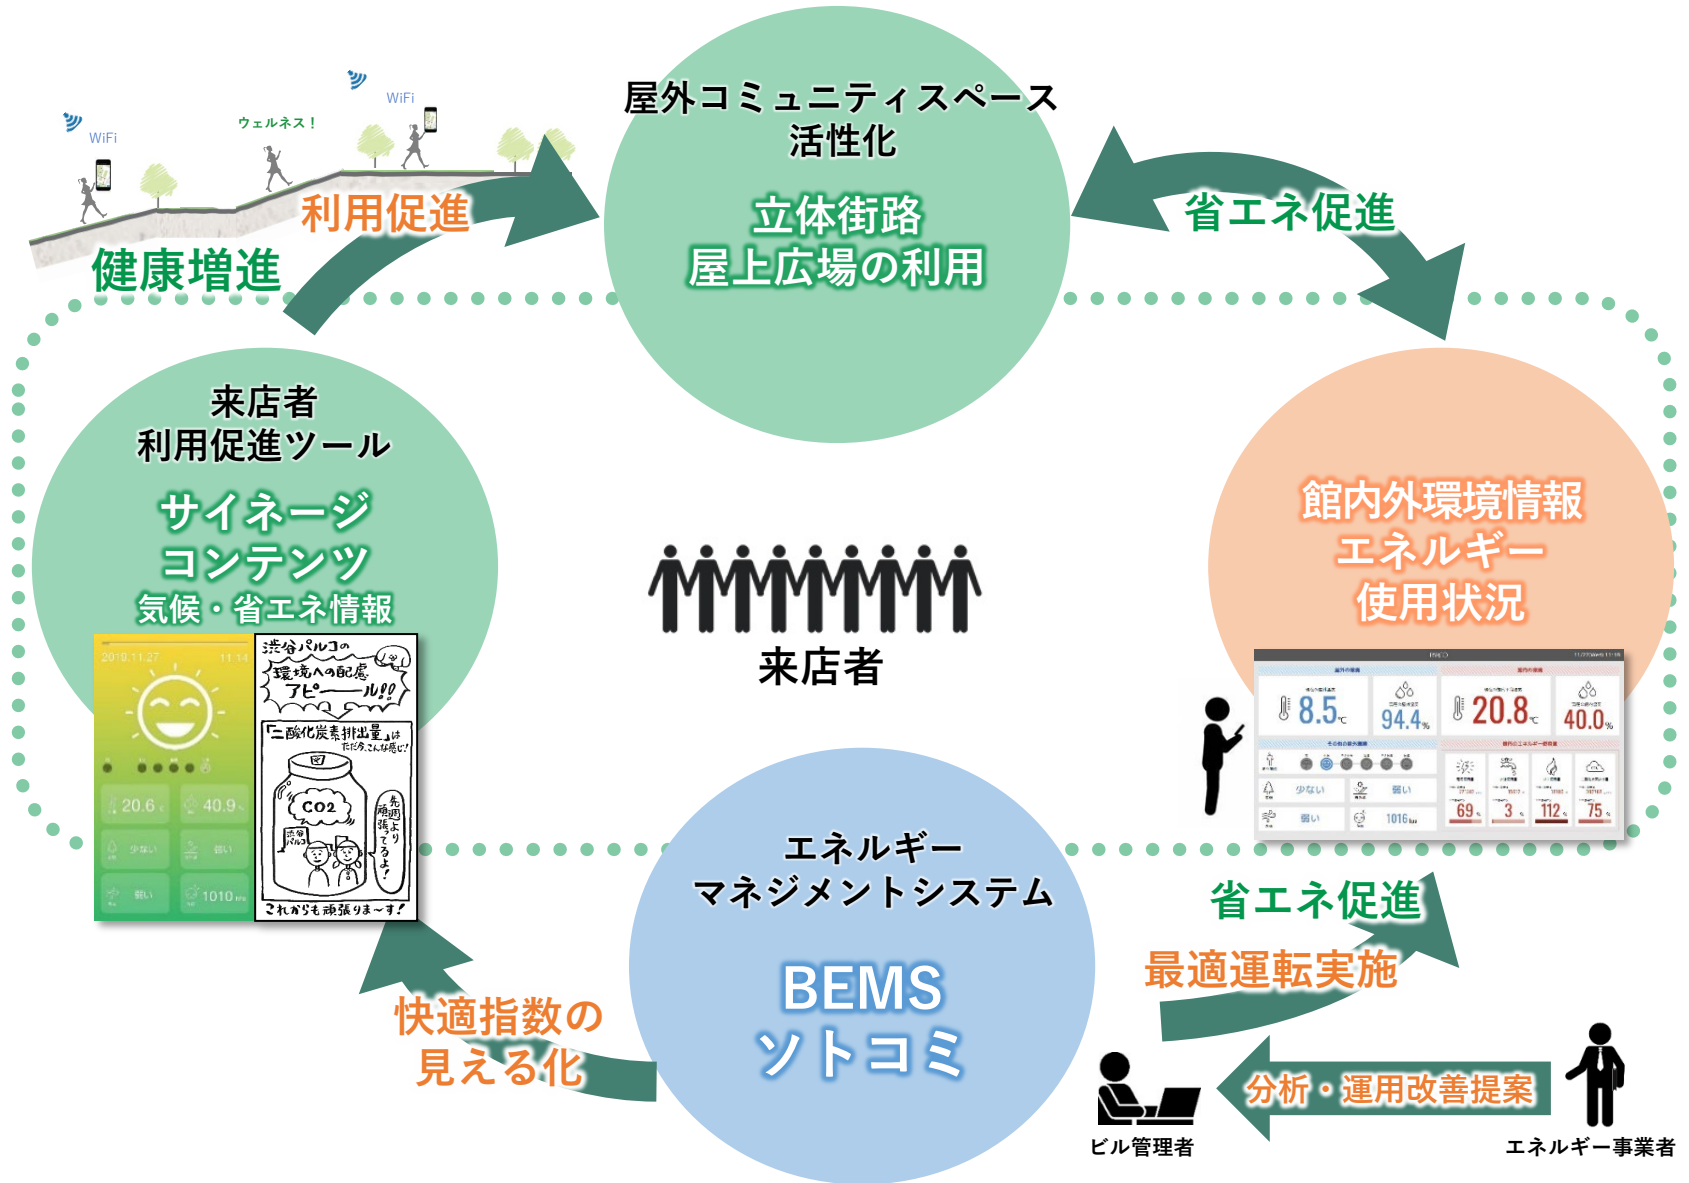 WiFi
ウェルネス！
WiFi
利用促進
健康増進
屋外コミュニティスペース
活性化
立体街路
屋上広場の利用
省エネ促進
来店者
利用促進ツール
サイネージ
コンテンツ
気候・省エネ情報
2019.11.27
11:14
20.6
40.9
少ない
弱い
弱い
1010 hPa
渋谷パルコの
環境への配慮
アピール!!
「二酸化炭素排出量」は
ただ今、こんな感じ!
CO2
渋谷
パルコ
先週より
頑張ってるよ!
これからも頑張りま〜す!
来店者
館内外環境情報
エネルギー
使用状況
8.5℃
94.4%
20.8℃
40.0%
少ない
弱い
弱い
1016 hPa
69
3
112
75
エネルギー
マネジメントシステム
BEMS
ソトコミ
快適指数の
見える化
省エネ促進
最適運転実施
分析・運用改善提案
ビル管理者
エネルギー事業者